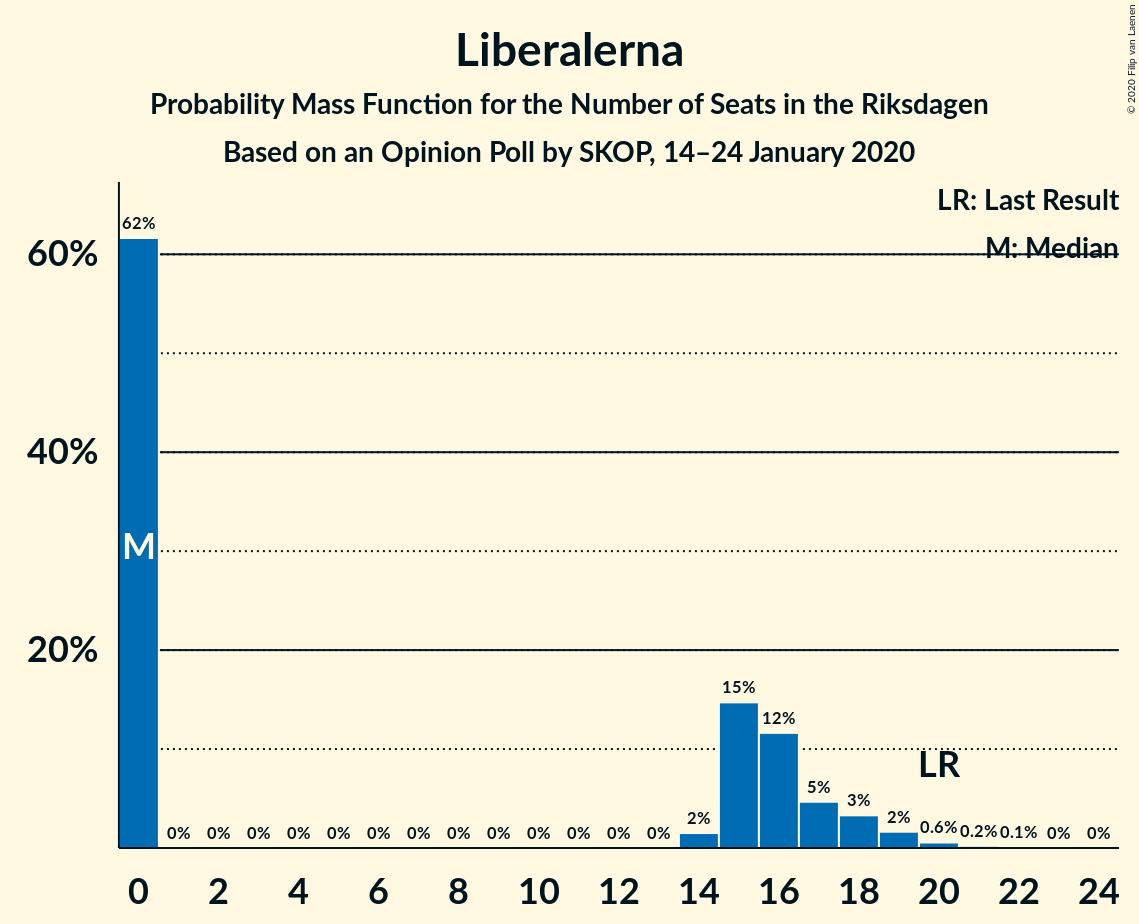 Liberalerna
Probability Mass Function for the Number of Seats in the Riksdagen
Based on an Opinion Poll by SKOP, 14–24 January 2020
© 2020 Filip van Laenen
LR: Last Result
M: Median
62%
60%
40%
M
20%
15%
12%
LR
5%
3%
0% 0% 0% 0% 0% 0% 0% 0% 0% 0% 0% 0% 0% 2% 2% 0.6% 0.2% 0.1% 0% 0%
0 2 4 6 8 10 12 14 16 18 20 22 24